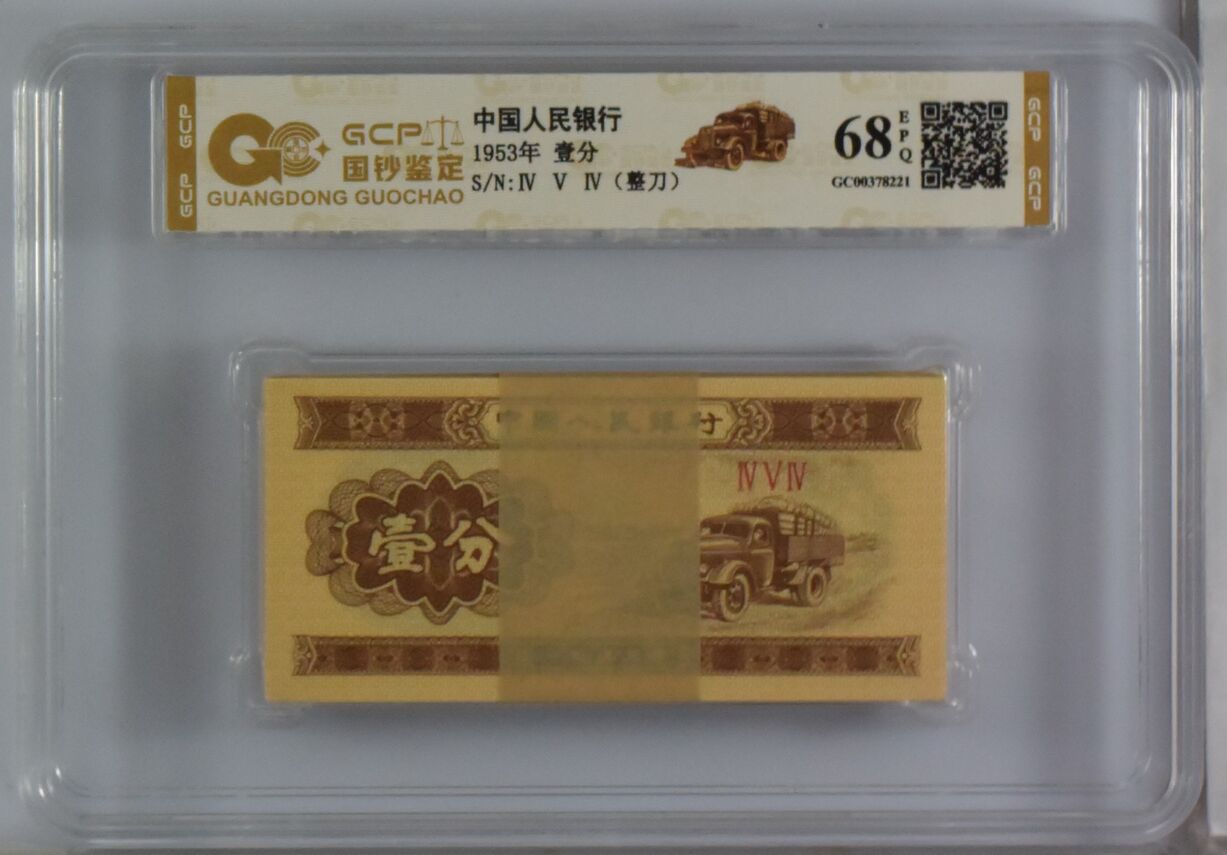 GCP
GCP
GCP 国钞鉴定
GUANGDONG GUOCHAO
中国人民银行
1953年 壹分
S/N:Ⅳ Ⅴ Ⅳ（整刀）
68 EPQ
GC00378221
GCP
GCP
中国人民银行
ⅣⅤⅣ
壹分